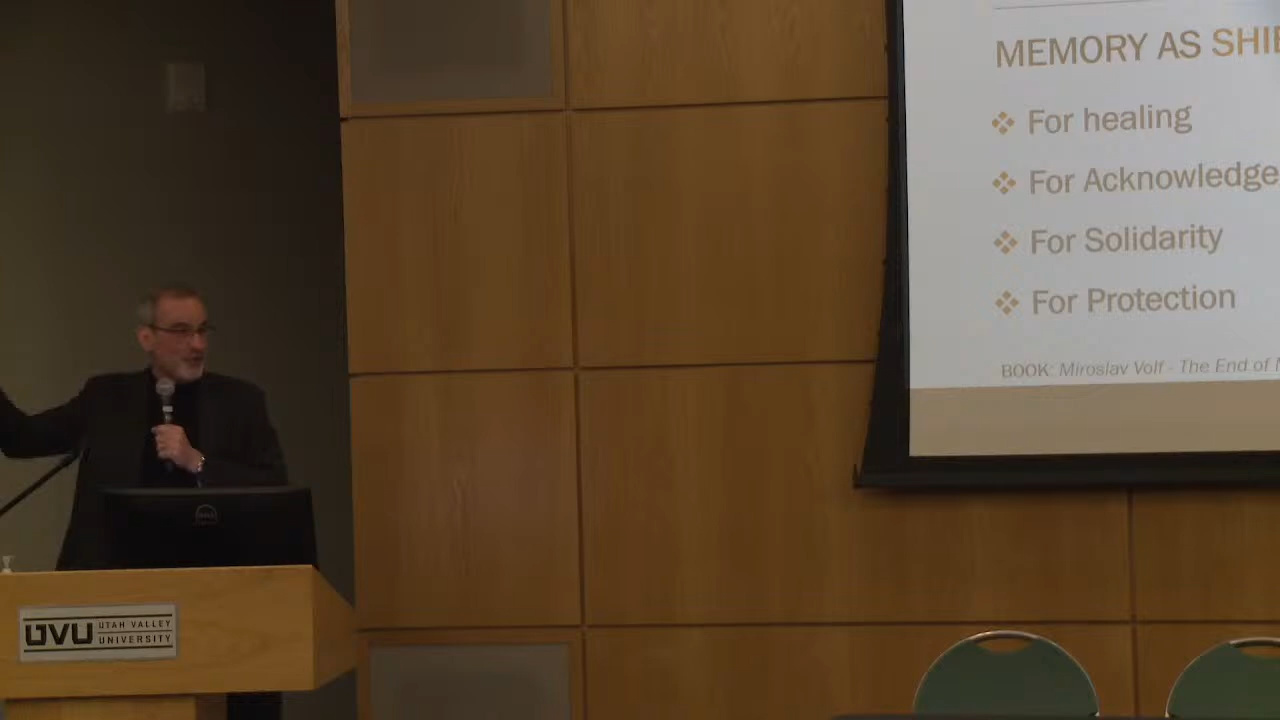 MEMORY AS SHIE
For healing
For Acknowledge
For Solidarity
For Protection
BOOK: Miroslav Volf - The End of M
UVU UTAH VALLEY
UNIVERSITY
DELL